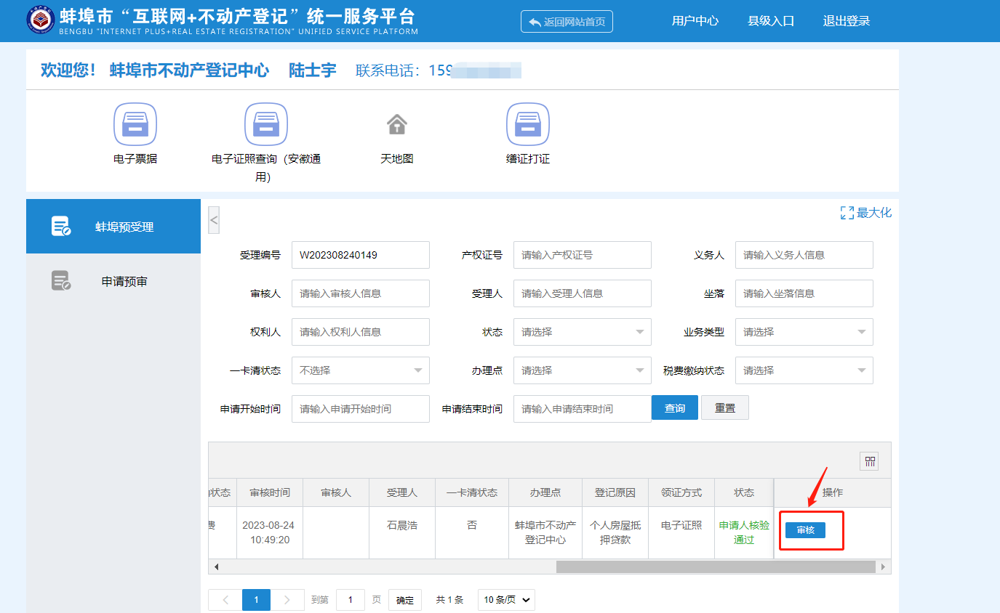 蚌埠市“互联网+不动产登记”统一服务平台
BENGBU "INTERNET PLUS+REAL ESTATE REGISTRATION" UNIFIED SERVICE PLATFORM
返回网站首页
用户中心 县级入口 退出登录
欢迎您！ 蚌埠市不动产登记中心 陆士宇 联系电话：159
电子票据
电子证照查询（安徽通
用）
天地图
缮证打证
蚌埠预受理
申请预审
<
最大化
受理编号 W202308240149 产权证号 请输入产权证号 义务人 请输入义务人信息
审核人 请输入审核人信息 受理人 请输入受理人信息 坐落 请输入坐落信息
权利人 请输入权利人信息 状态 请选择 业务类型 请选择
一卡清状态 不选择 办理点 请选择 税费缴纳状态 请选择
申请开始时间 请输入申请开始时间 申请结束时间 请输入申请结束时间 查询 重置
状态 审核时间 审核人 受理人 一卡清状态 办理点 登记原因 领证方式 状态 操作
费 2023-08-24 石晨浩 否 蚌埠市不动产 个人房屋抵 电子证照 申请人核验 审核
10:49:20 登记中心 押贷款 通过
< 1 > 到第 1 页 确定 共 1 条 10 条/页